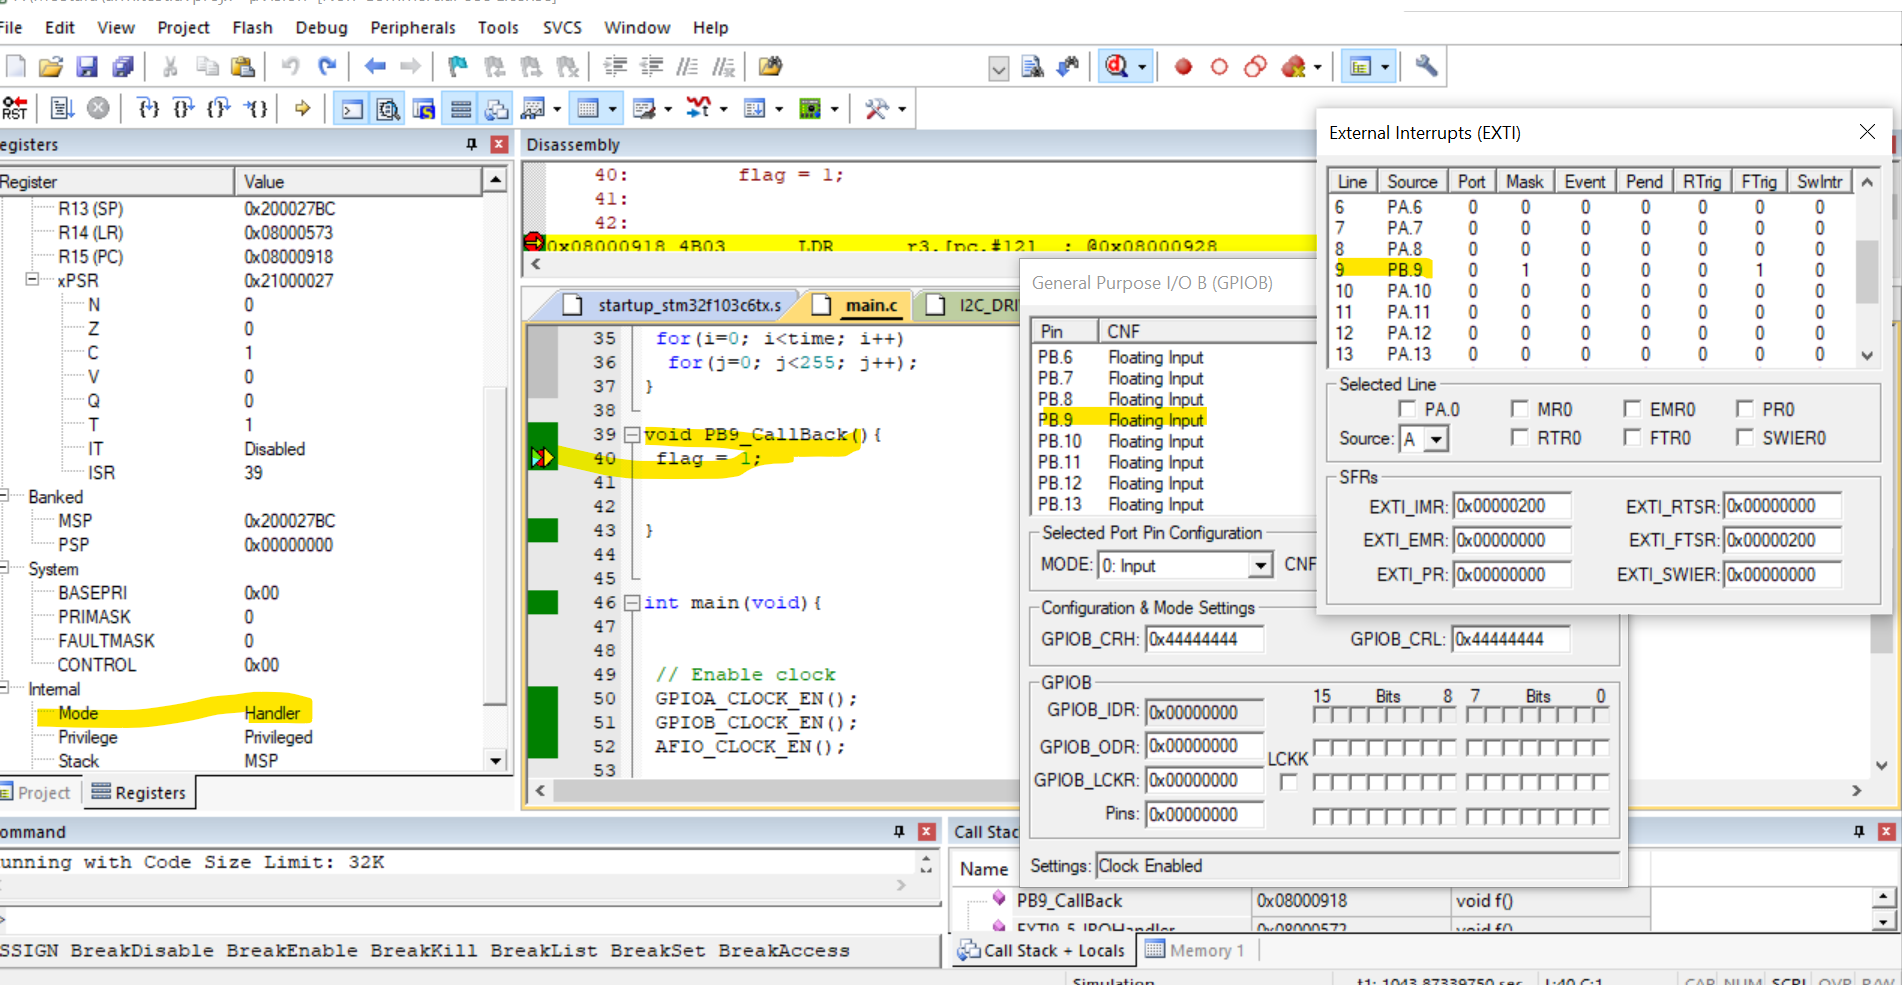 File Edit View Project Flash Debug Peripherals Tools SVCS Window Help
RST
Registers
Register Value
R13 (SP) 0x200027BC
R14 (LR) 0x08000573
R15 (PC) 0x08000918
xPSR 0x21000027
N 0
Z 0
C 1
V 0
Q 0
T 1
IT Disabled
ISR 39
Banked
MSP 0x200027BC
PSP 0x00000000
System
BASEPRI 0x00
PRIMASK 0
FAULTMASK 0
CONTROL 0x00
Internal
Mode Handler
Privilege Privileged
Stack MSP
Project Registers
Disassembly
40: flag = 1;
41:
42:
0x08000918 4B03 LDR r3,[pc,#12] ; @0x08000928
startup_stm32f103c6tx.s main.c I2C_DRI
35 for(i=0; i<time; i++)
36 for(j=0; j<255; j++);
37 }
38
39 void PB9_CallBack(){
40 flag = 1;
41
42
43 }
44
45
46 int main(void){
47
48
49 // Enable clock
50 GPIOA_CLOCK_EN();
51 GPIOB_CLOCK_EN();
52 AFIO_CLOCK_EN();
53
General Purpose I/O B (GPIOB)
Pin CNF
PB.6 Floating Input
PB.7 Floating Input
PB.8 Floating Input
PB.9 Floating Input
PB.10 Floating Input
PB.11 Floating Input
PB.12 Floating Input
PB.13 Floating Input
Selected Port Pin Configuration
MODE: 0: Input CNF
Configuration & Mode Settings
GPIOB_CRH: 0x44444444 GPIOB_CRL: 0x44444444
GPIOB
15 Bits 8 7 Bits 0
GPIOB_IDR: 0x00000000
GPIOB_ODR: 0x00000000
LCKK
GPIOB_LCKR: 0x00000000
Pins: 0x00000000
Settings: Clock Enabled
External Interrupts (EXTI)
Line Source Port Mask Event Pend RTrig FTrig SwIntr
6 PA.6 0 0 0 0 0 0 0
7 PA.7 0 0 0 0 0 0 0
8 PA.8 0 0 0 0 0 0 0
9 PB.9 0 1 0 0 0 1 0
10 PA.10 0 0 0 0 0 0 0
11 PA.11 0 0 0 0 0 0 0
12 PA.12 0 0 0 0 0 0 0
13 PA.13 0 0 0 0 0 0 0
Selected Line
PA.0 MR0 EMR0 PR0
Source: A RTR0 FTR0 SWIER0
SFRs
EXTI_IMR: 0x00000200 EXTI_RTSR: 0x00000000
EXTI_EMR: 0x00000000 EXTI_FTSR: 0x00000200
EXTI_PR: 0x00000000 EXTI_SWIER: 0x00000000
ommand
unning with Code Size Limit: 32K
>
SSIGN BreakDisable BreakEnable BreakKill BreakList BreakSet BreakAccess
Call Stac
Name
PB9_CallBack 0x08000918 void f()
EXTI9_5_IRQHandler 0x08000572 void f()
Call Stack + Locals Memory 1
Simulation t1: 1043.87339750 sec L:40 C:1 CAP NUM SCRL OVR R/W